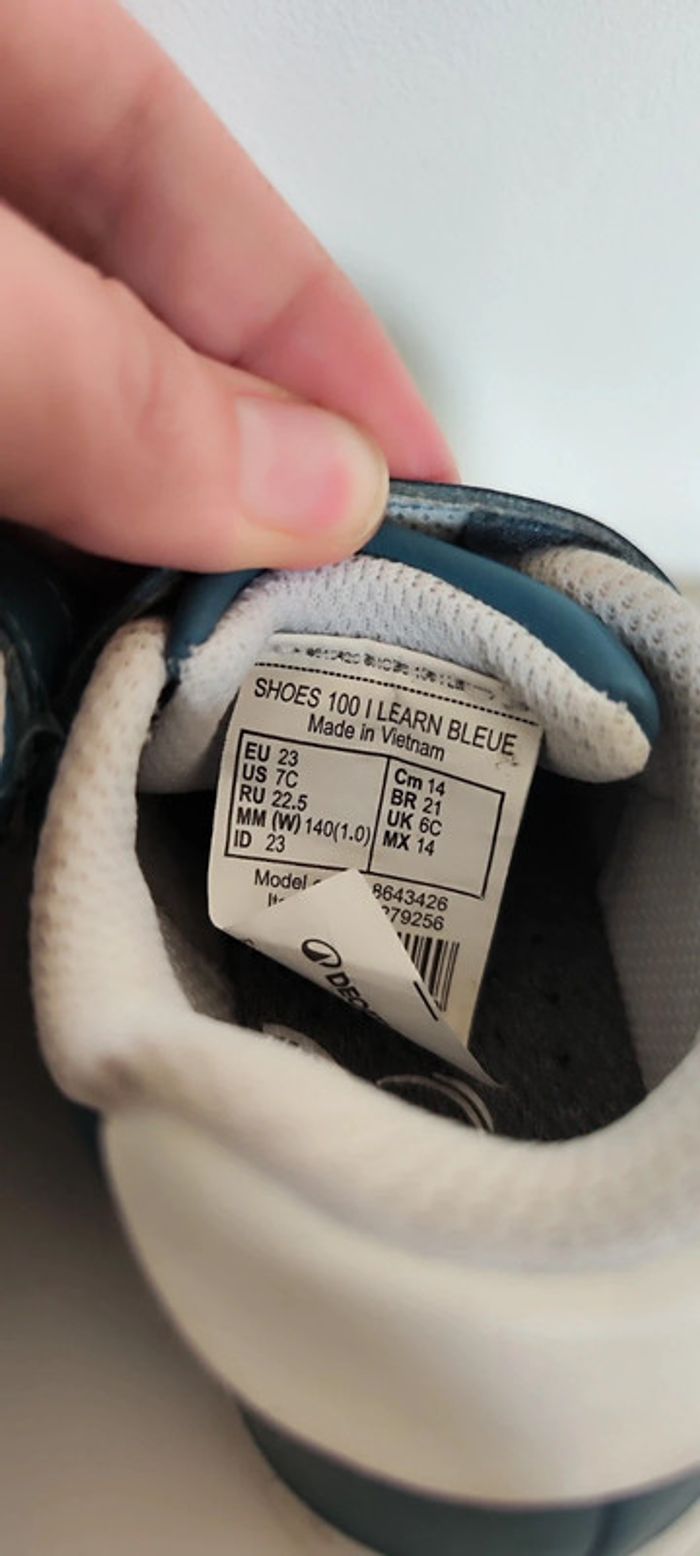 SHOES 100 I LEARN BLEUE
Made in Vietnam
EU 23
US 7C
RU 22.5
MM (W) 140(1.0)
ID 23
Cm 14
BR 21
UK 6C
MX 14
Model 8643426
279256